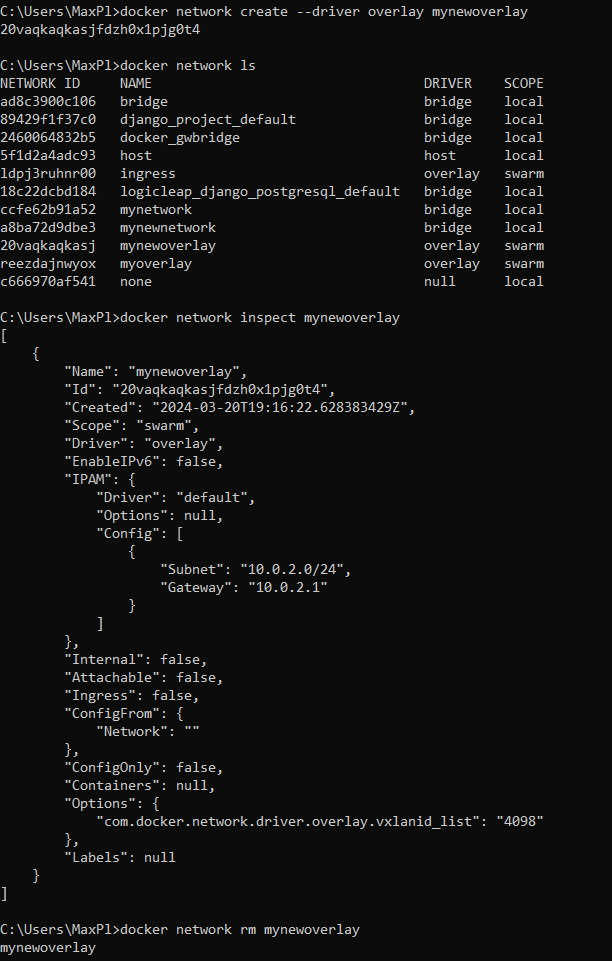 C:\Users\MaxPl>docker network create --driver overlay mynewoverlay
20vaqkaqkasjfdzh0x1pjg0t4
C:\Users\MaxPl>docker network ls
NETWORK ID     NAME                                  DRIVER    SCOPE
ad8c3900c106   bridge                                bridge    local
89429f1f37c0   django_project_default                bridge    local
2460064832b5   docker_gwbridge                       bridge    local
5f1d2a4adc93   host                                  host      local
ldpj3ruhnr00   ingress                               overlay   swarm
18c22dcbd184   logicleap_django_postgresql_default   bridge    local
ccfe62b91a52   mynetwork                             bridge    local
a8ba72d9dbe3   mynewnetwork                          bridge    local
20vaqkaqkasj   mynewoverlay                          overlay   swarm
reezdajnwyox   myoverlay                             overlay   swarm
c666970af541   none                                  null      local
C:\Users\MaxPl>docker network inspect mynewoverlay
[
    {
        "Name": "mynewoverlay",
        "Id": "20vaqkaqkasjfdzh0x1pjg0t4",
        "Created": "2024-03-20T19:16:22.628383429Z",
        "Scope": "swarm",
        "Driver": "overlay",
        "EnableIPv6": false,
        "IPAM": {
            "Driver": "default",
            "Options": null,
            "Config": [
                {
                    "Subnet": "10.0.2.0/24",
                    "Gateway": "10.0.2.1"
                }
            ]
        },
        "Internal": false,
        "Attachable": false,
        "Ingress": false,
        "ConfigFrom": {
            "Network": ""
        },
        "ConfigOnly": false,
        "Containers": null,
        "Options": {
            "com.docker.network.driver.overlay.vxlanid_list": "4098"
        },
        "Labels": null
    }
]
C:\Users\MaxPl>docker network rm mynewoverlay
mynewoverlay